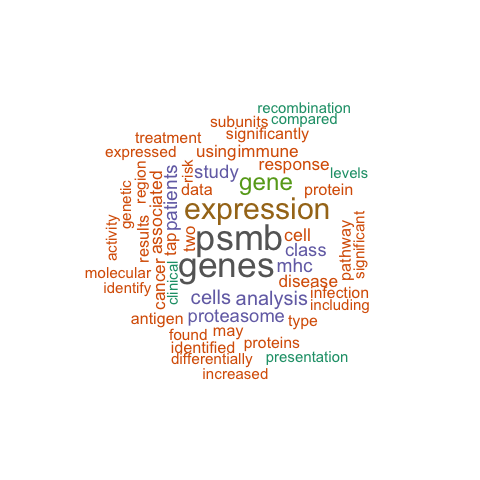 recombination
compared
subunits
significantly
treatment
expressed
using
immune
response
risk
study
levels
region
associated
patients
data
gene
protein
genetic
expression
activity
results
tap
two
psmb
cell
class
pathway
significant
molecular
cancer
clinical
genes
mhc
identify
disease
cells
analysis
infection
including
antigen
proteasome
type
found
may
identified
proteins
differentially
presentation
increased